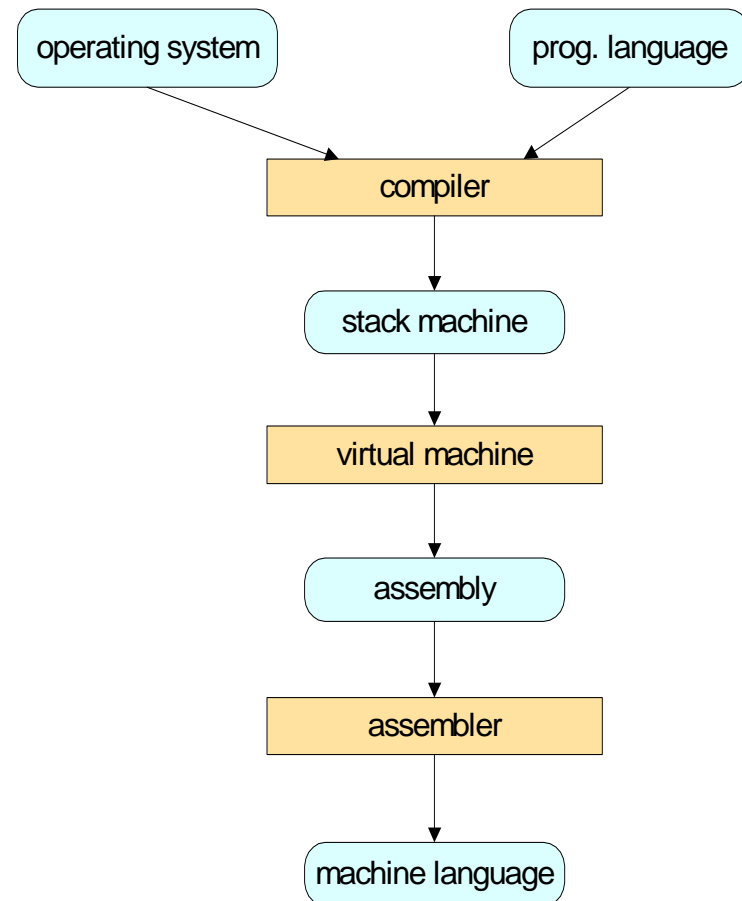 operating system
prog. language
compiler
stack machine
virtual machine
assembly
assembler
machine language